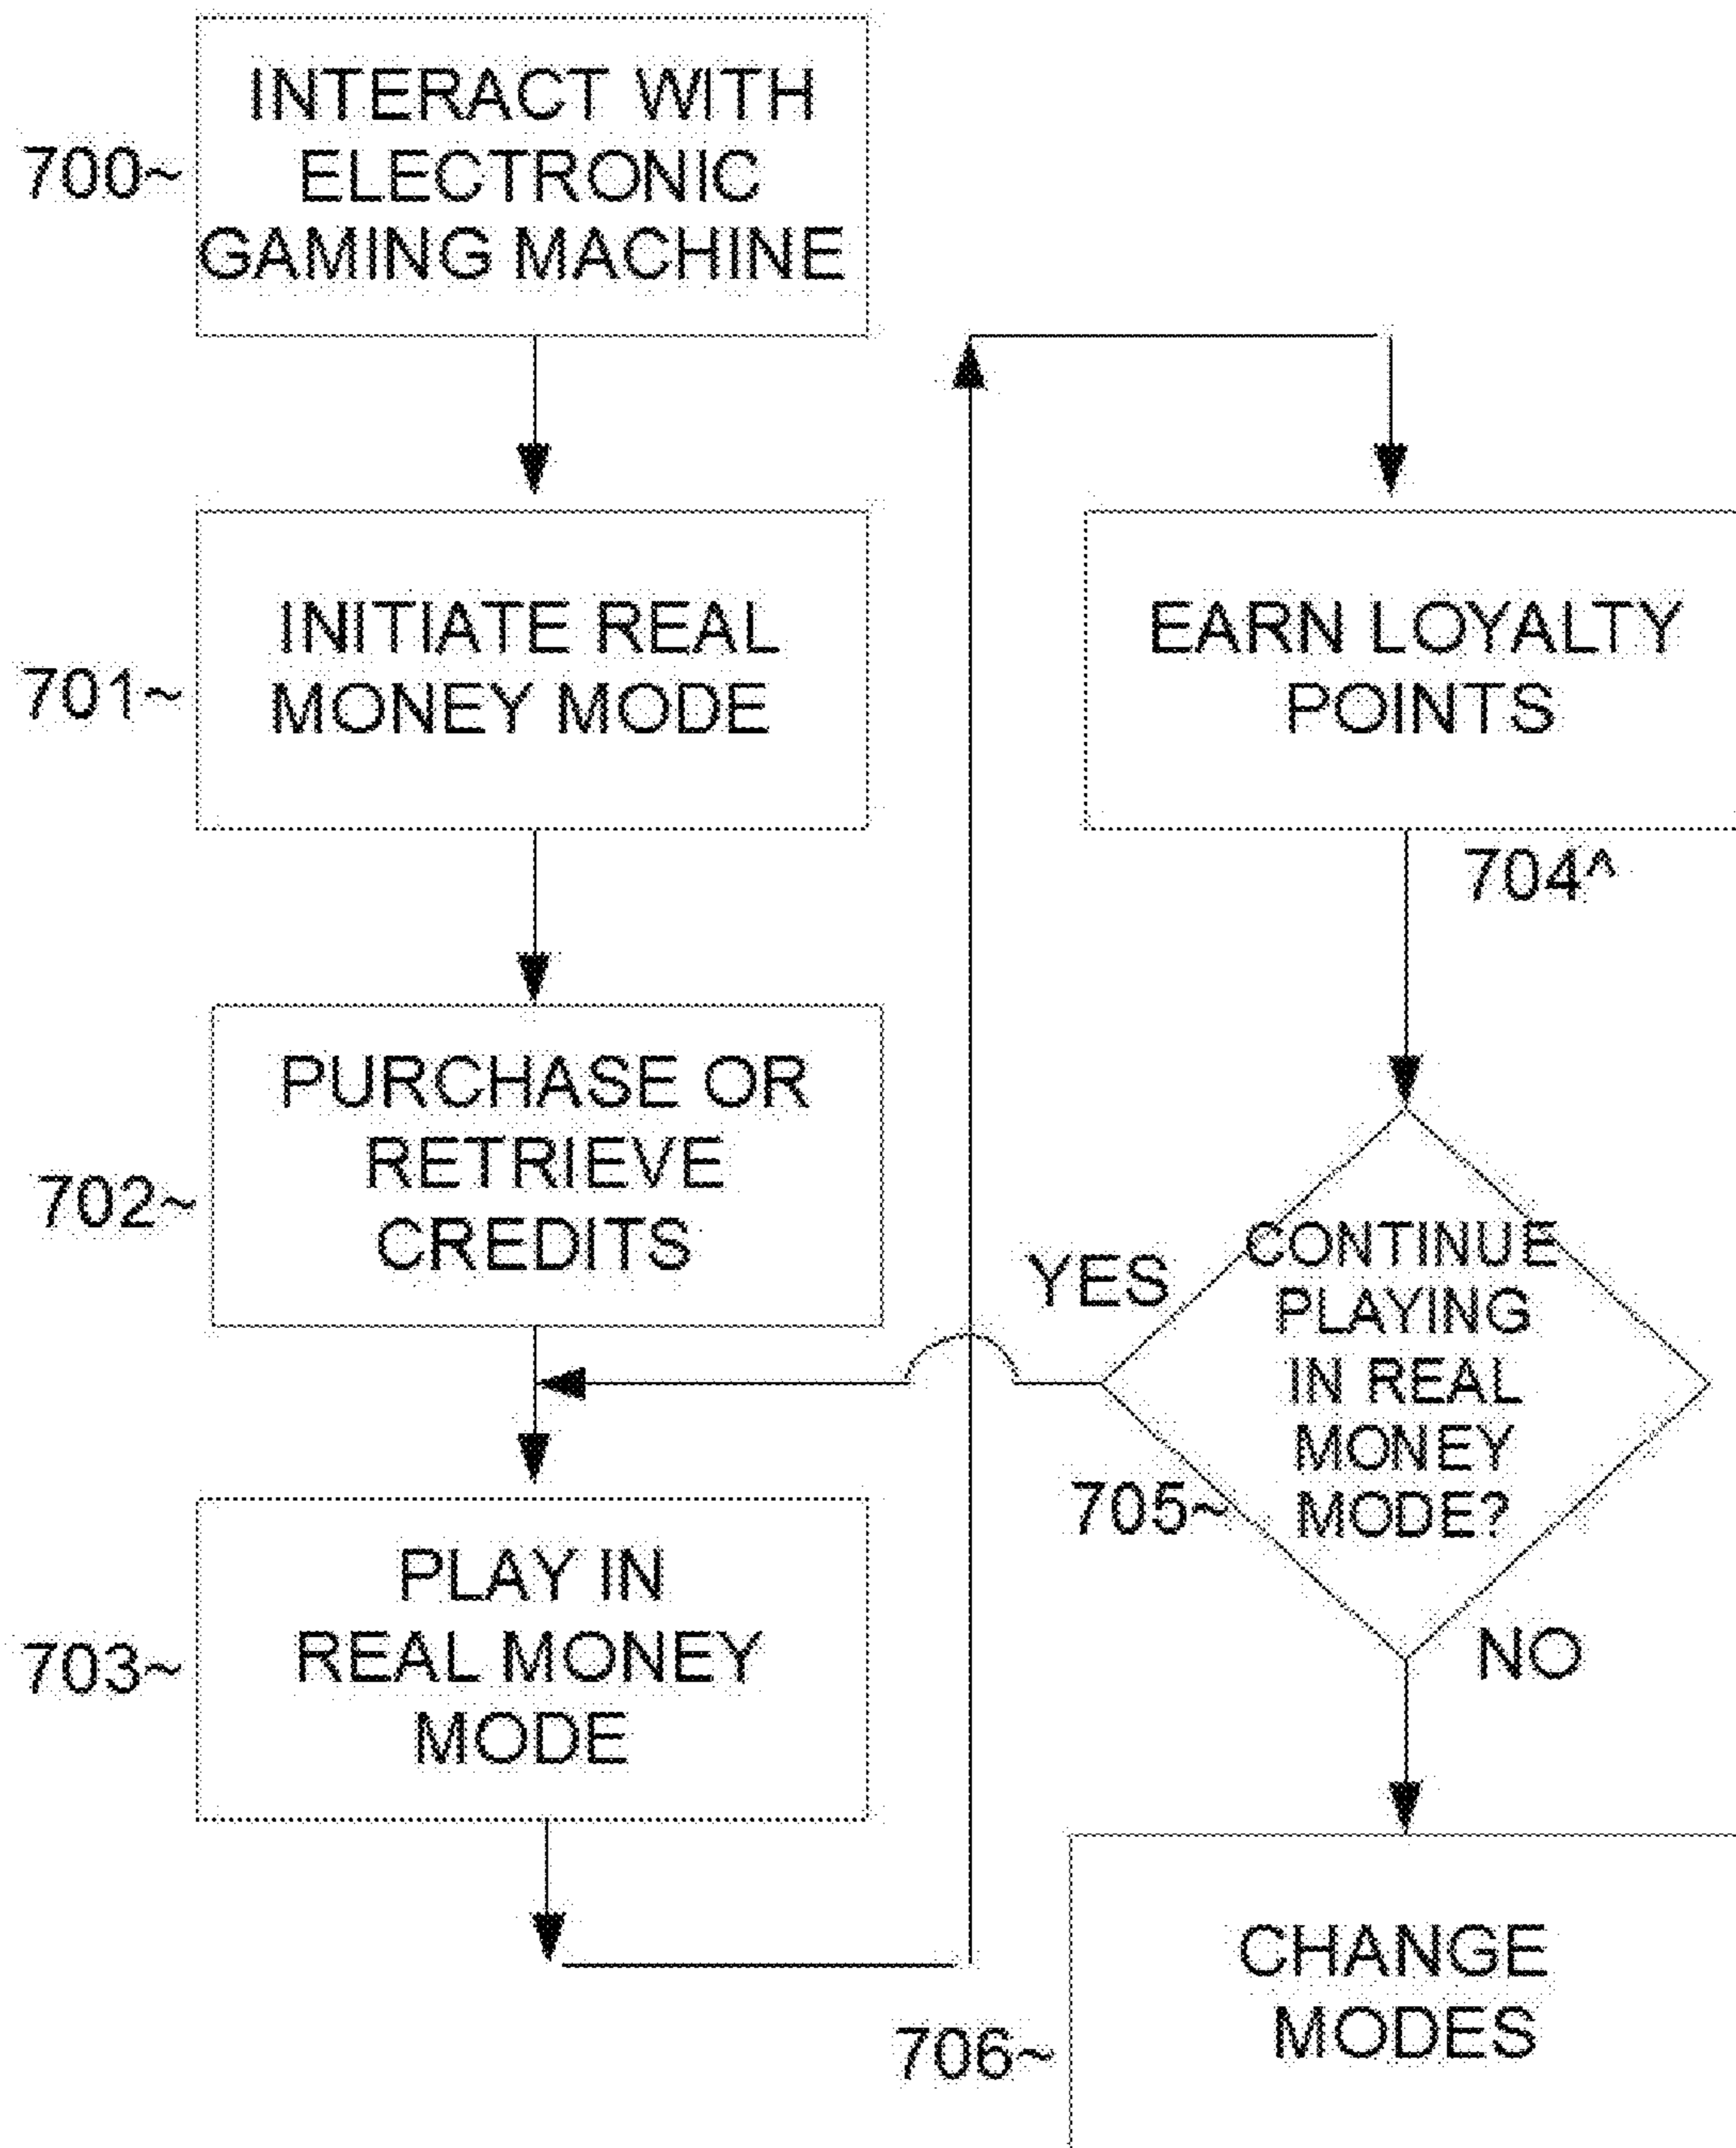 INTERACT WITH
ELECTRONIC
GAMING MACHINE
700~
INITIATE REAL
MONEY MODE
701~
PURCHASE OR
RETRIEVE
CREDITS
702~
PLAY IN
REAL MONEY
MODE
703~
EARN LOYALTY
POINTS
704^
CONTINUE
PLAYING
IN REAL
MONEY
MODE?
YES
705~
NO
CHANGE
MODES
706~